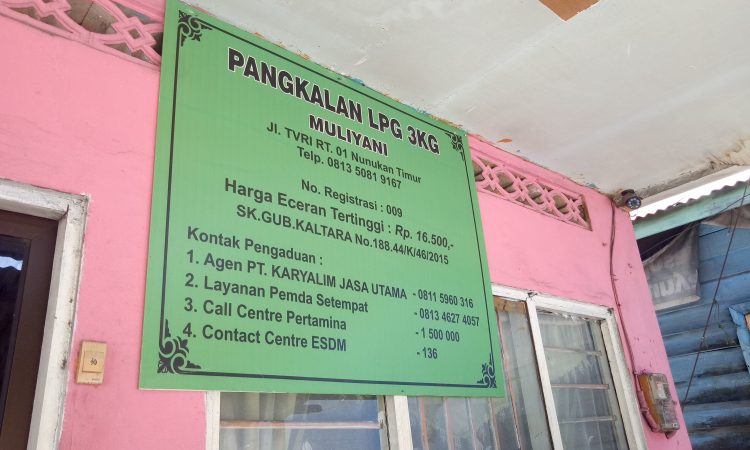 PANGKALAN LPG 3KG
MULIYANI
Jl. TVRI RT. 01 Nunukan Timur
Telp. 0813 5081 9167
No. Registrasi : 009
Harga Eceran Tertinggi : Rp. 16.500,-
SK.GUB.KALTARA No.188.44/K/46/2015
Kontak Pengaduan :
1. Agen PT. KARYALIM JASA UTAMA - 0811 5960 316
2. Layanan Pemda Setempat - 0813 4627 4057
3. Call Centre Pertamina - 1 500 000
4. Contact Centre ESDM - 136